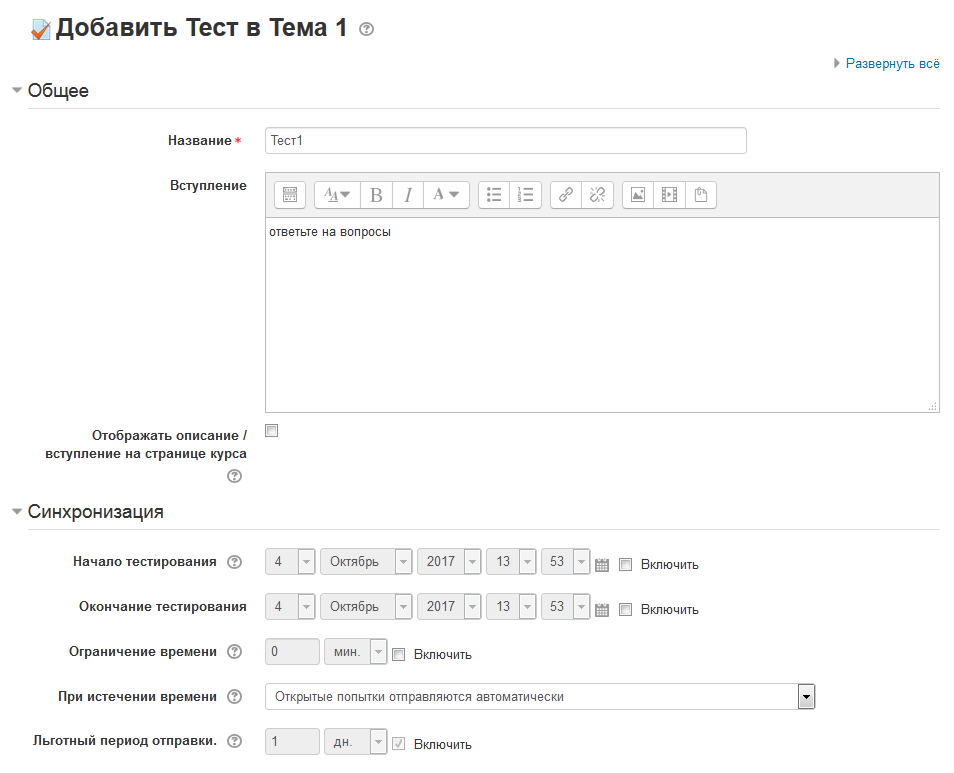 Добавить Тест в Тема 1
Развернуть всё
Общее
Название *
Тест1
Вступление
ответьте на вопросы
Отображать описание /
вступление на странице курса
Синхронизация
Начало тестирования 4 Октябрь 2017 13 53 Включить
Окончание тестирования 4 Октябрь 2017 13 53 Включить
Ограничение времени 0 мин. Включить
При истечении времени Открытые попытки отправляются автоматически
Льготный период отправки. 1 дн. Включить